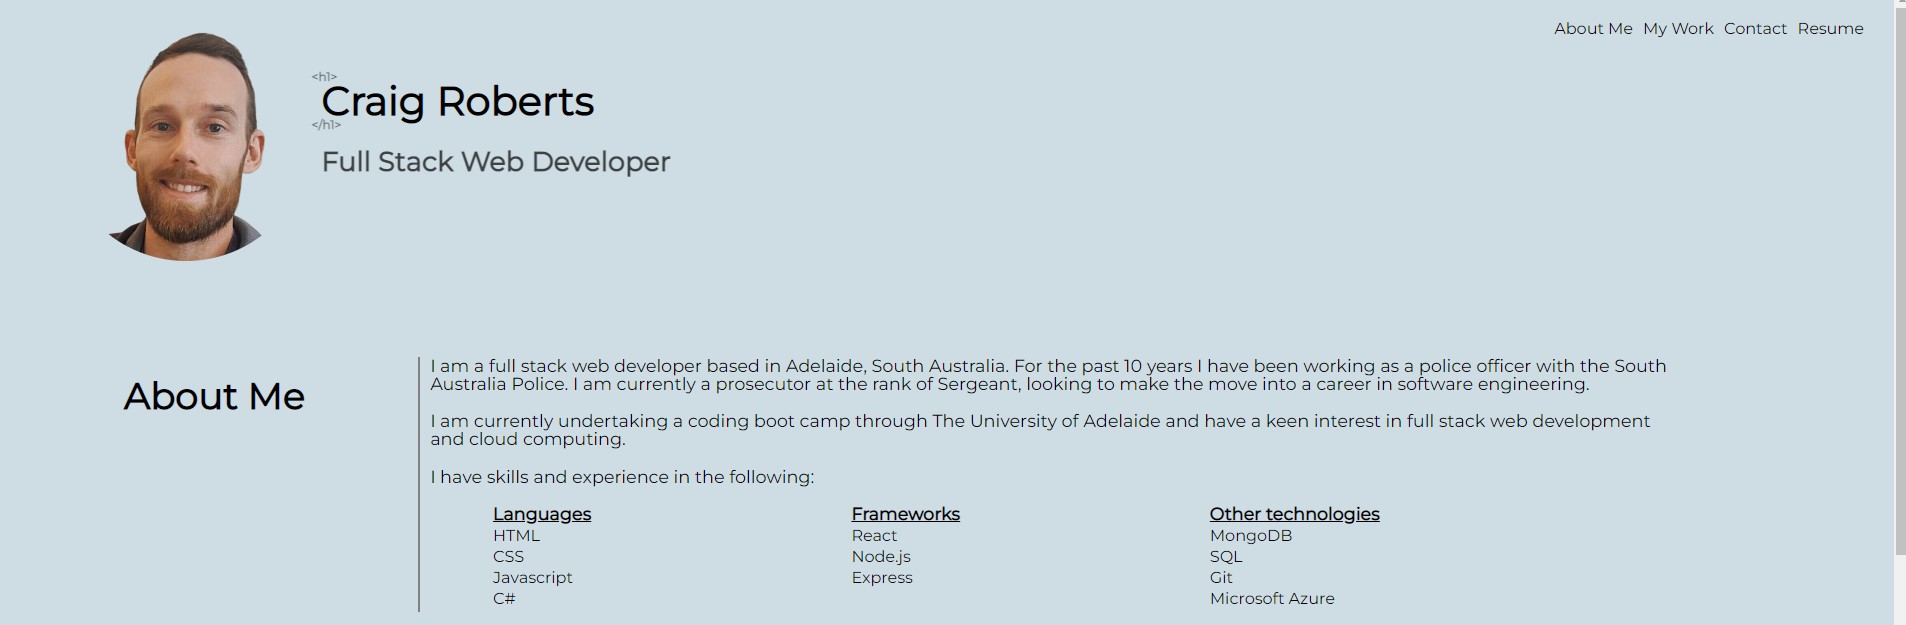 About Me My Work Contact Resume
<h1>
Craig Roberts
</h1>
Full Stack Web Developer
About Me
I am a full stack web developer based in Adelaide, South Australia. For the past 10 years I have been working as a police officer with the South
Australia Police. I am currently a prosecutor at the rank of Sergeant, looking to make the move into a career in software engineering.
I am currently undertaking a coding boot camp through The University of Adelaide and have a keen interest in full stack web development
and cloud computing.
I have skills and experience in the following:
Languages
HTML
CSS
Javascript
C#
Frameworks
React
Node.js
Express
Other technologies
MongoDB
SQL
Git
Microsoft Azure